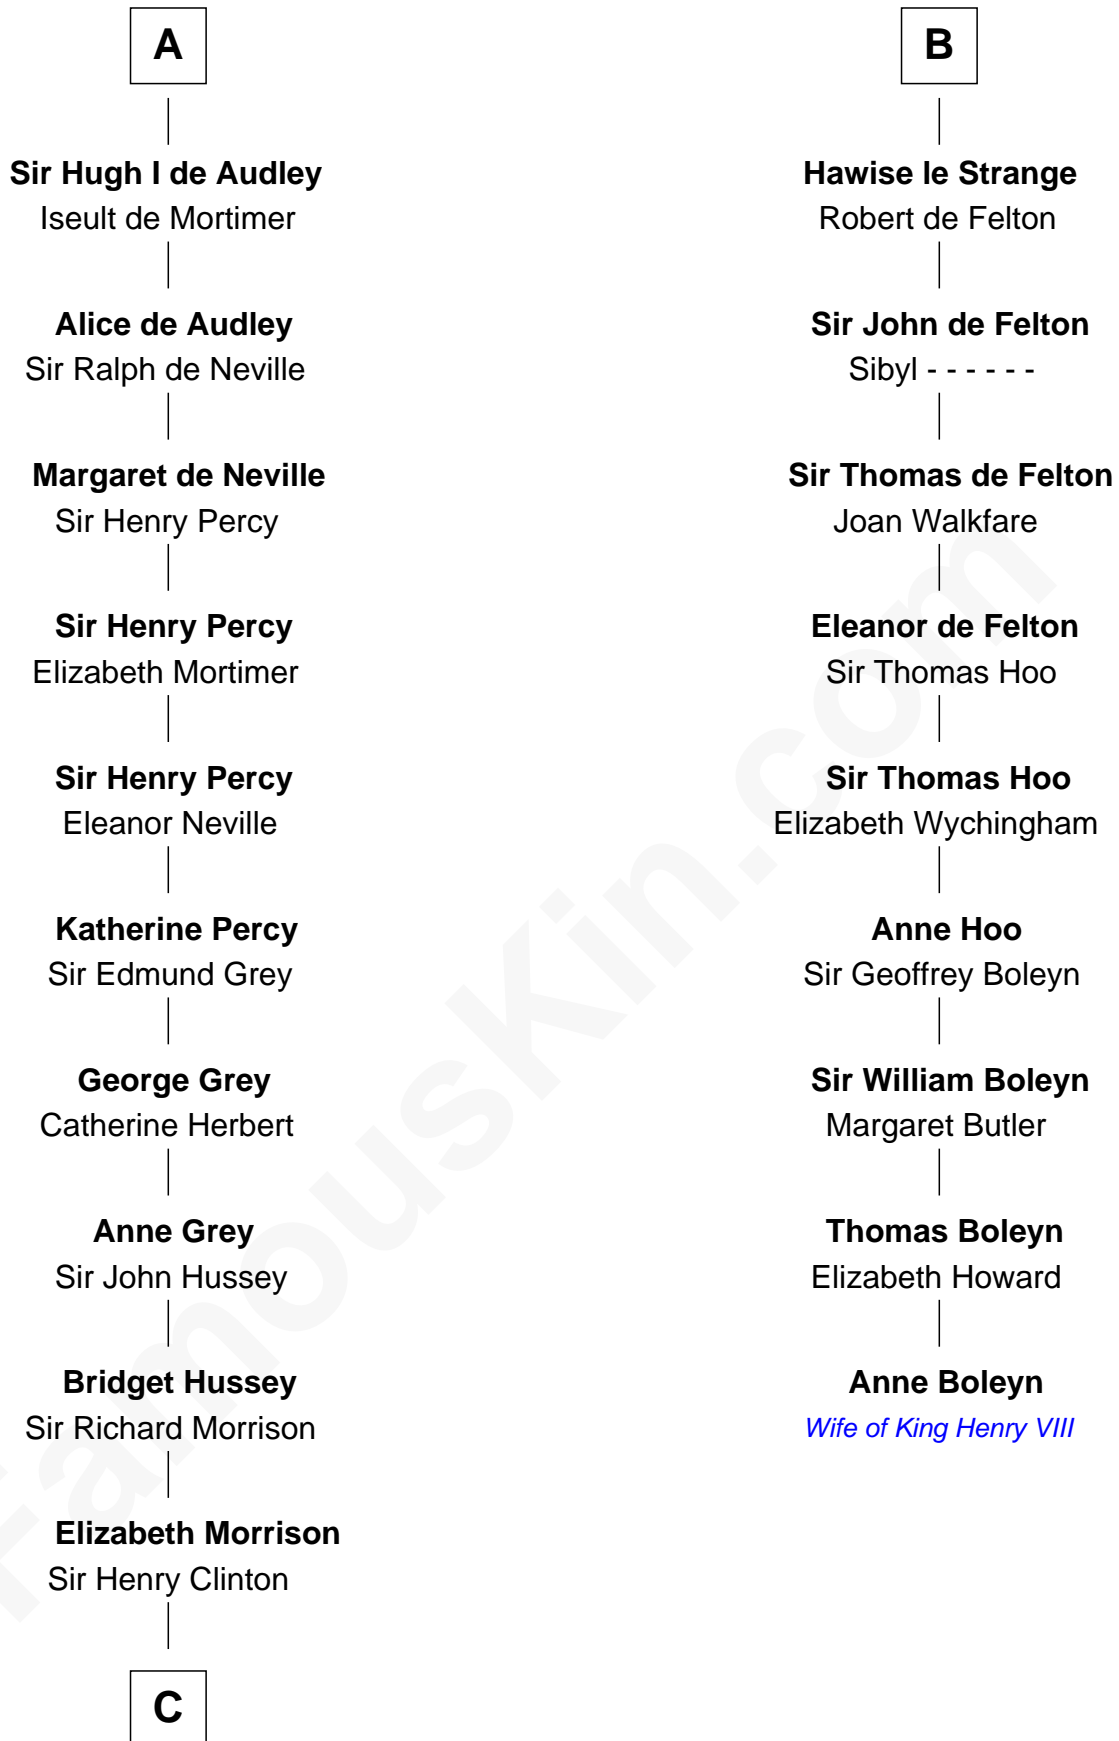 A
Sir Hugh I de Audley
Iseult de Mortimer
Alice de Audley
Sir Ralph de Neville
Margaret de Neville
Sir Henry Percy
Sir Henry Percy
Elizabeth Mortimer
Sir Henry Percy
Eleanor Neville
Katherine Percy
Sir Edmund Grey
George Grey
Catherine Herbert
Anne Grey
Sir John Hussey
Bridget Hussey
Sir Richard Morrison
Elizabeth Morrison
Sir Henry Clinton
C
B
Hawise le Strange
Robert de Felton
Sir John de Felton
Sibyl - - - - - -
Sir Thomas de Felton
Joan Walkfare
Eleanor de Felton
Sir Thomas Hoo
Sir Thomas Hoo
Elizabeth Wychingham
Anne Hoo
Sir Geoffrey Boleyn
Sir William Boleyn
Margaret Butler
Thomas Boleyn
Elizabeth Howard
Anne Boleyn
Wife of King Henry VIII
FamousKin.com